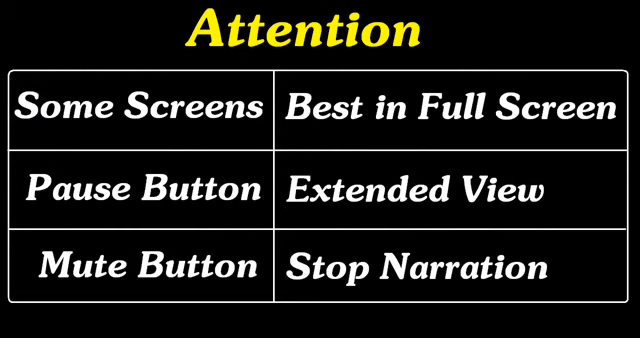 Attention
Some Screens Best in Full Screen
Pause Button Extended View
Mute Button Stop Narration